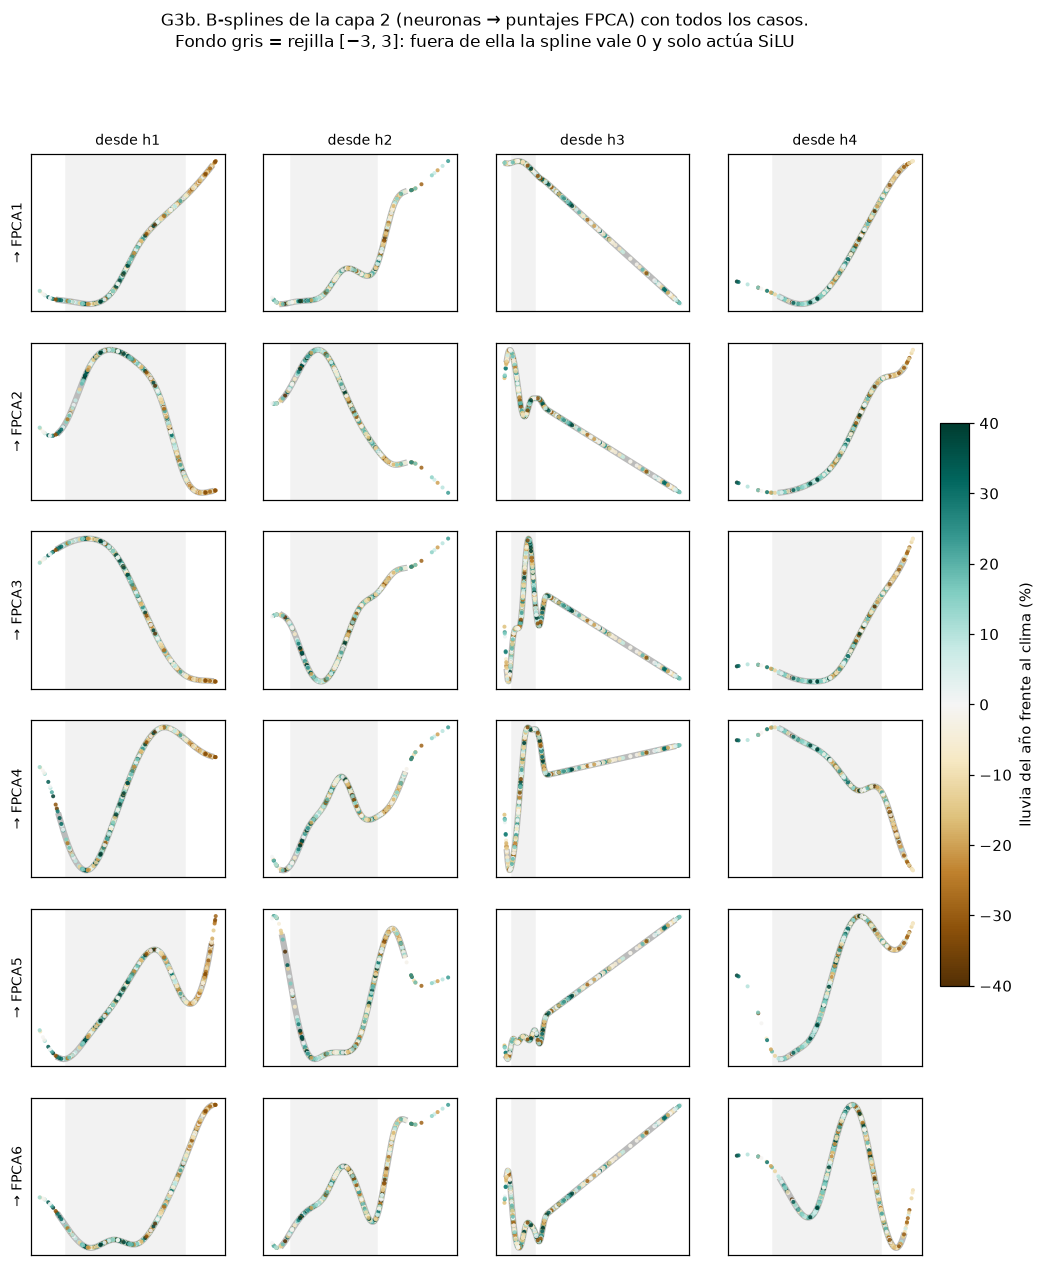 G3b. B-splines de la capa 2 (neuronas → puntajes FPCA) con todos los casos.
Fondo gris = rejilla [−3, 3]: fuera de ella la spline vale 0 y solo actúa SiLU
desde h1
desde h2
desde h3
desde h4
→ FPCA1
→ FPCA2
→ FPCA3
→ FPCA4
→ FPCA5
→ FPCA6
40
30
20
10
0
−10
−20
−30
−40
lluvia del año frente al clima (%)